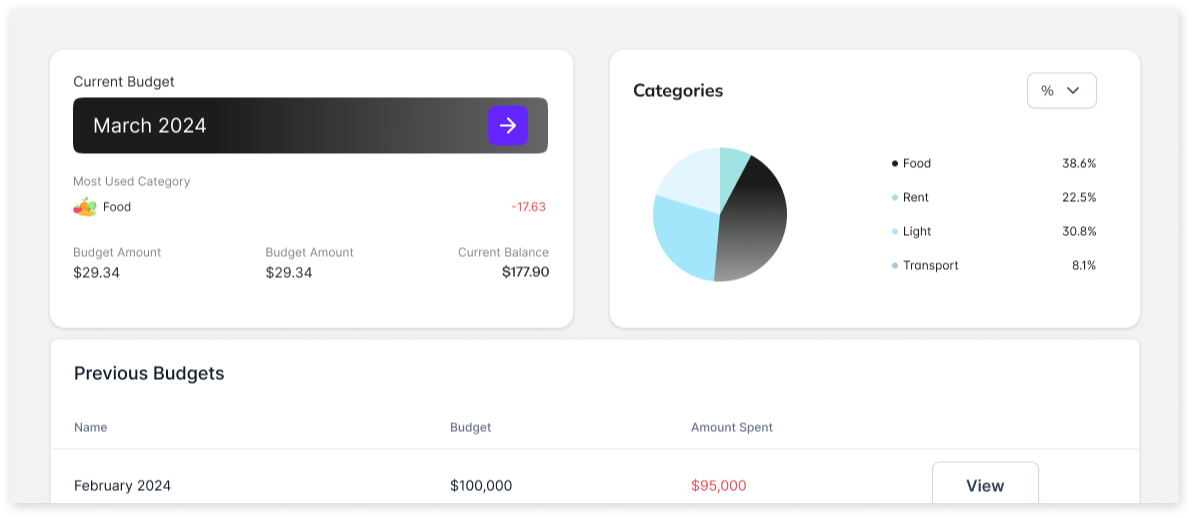 Current Budget
March 2024
Most Used Category
Food -17.63
Budget Amount Budget Amount Current Balance
$29.34 $29.34 $177.90
Categories %
Food 38.6%
Rent 22.5%
Light 30.8%
Transport 8.1%
Previous Budgets
Name Budget Amount Spent
February 2024 $100,000 $95,000 View